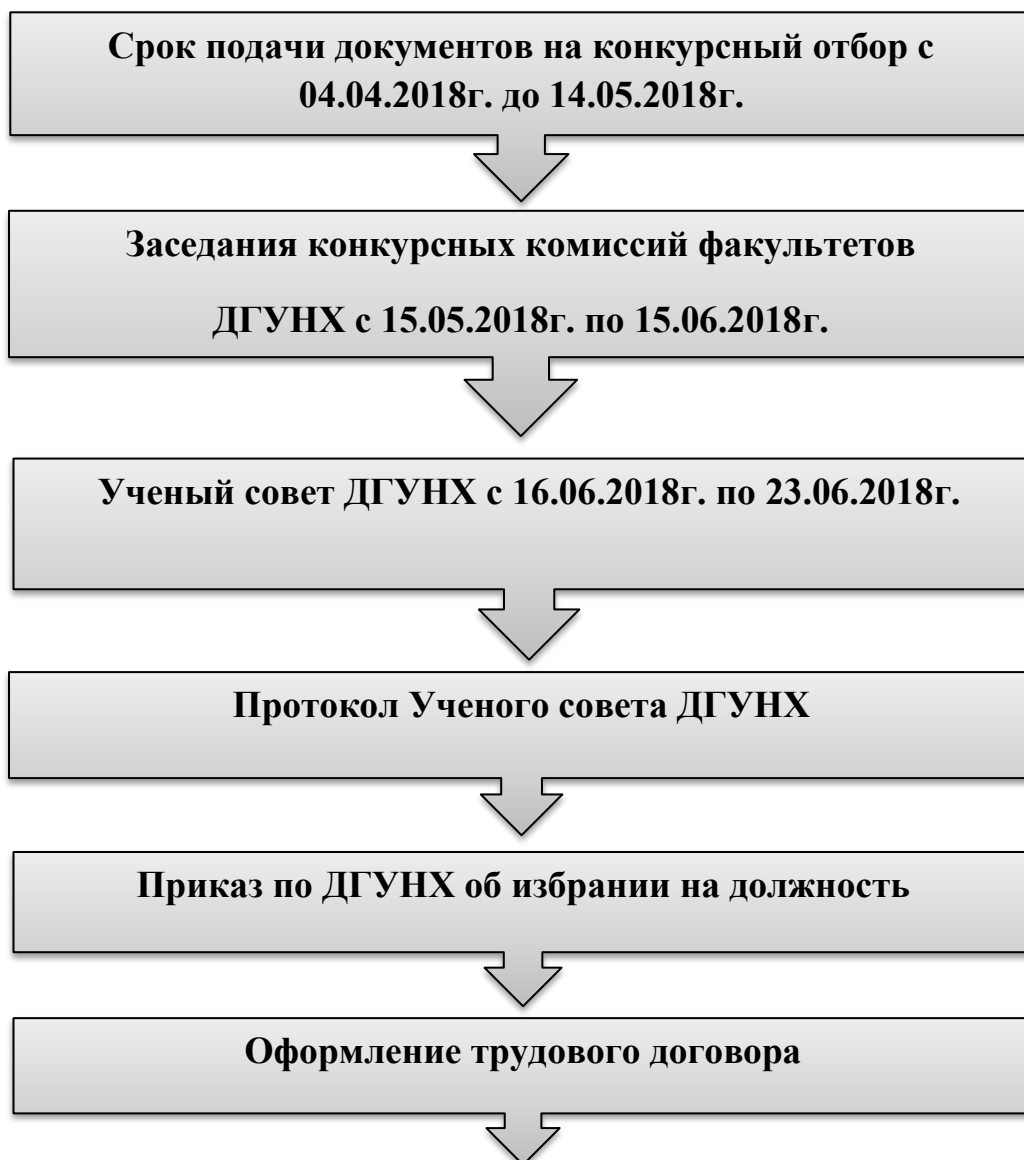 Срок подачи документов на конкурсный отбор с
04.04.2018г. до 14.05.2018г.
Заседания конкурсных комиссий факультетов
ДГУНХ с 15.05.2018г. по 15.06.2018г.
Ученый совет ДГУНХ с 16.06.2018г. по 23.06.2018г.
Протокол Ученого совета ДГУНХ
Приказ по ДГУНХ об избрании на должность
Оформление трудового договора